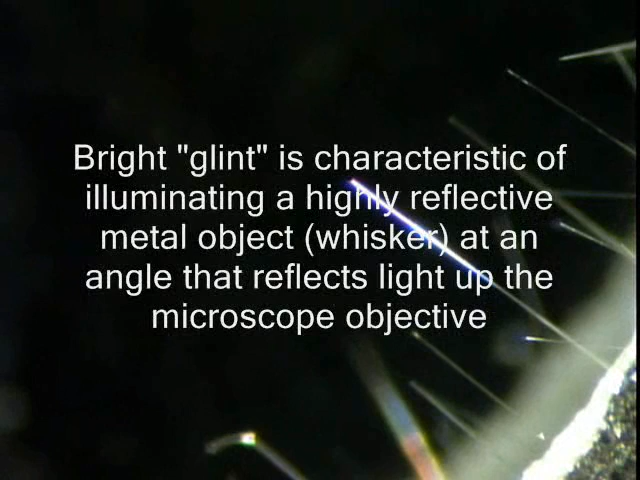 Bright "glint" is characteristic of
illuminating a highly reflective
metal object (whisker) at an
angle that reflects light up the
microscope objective